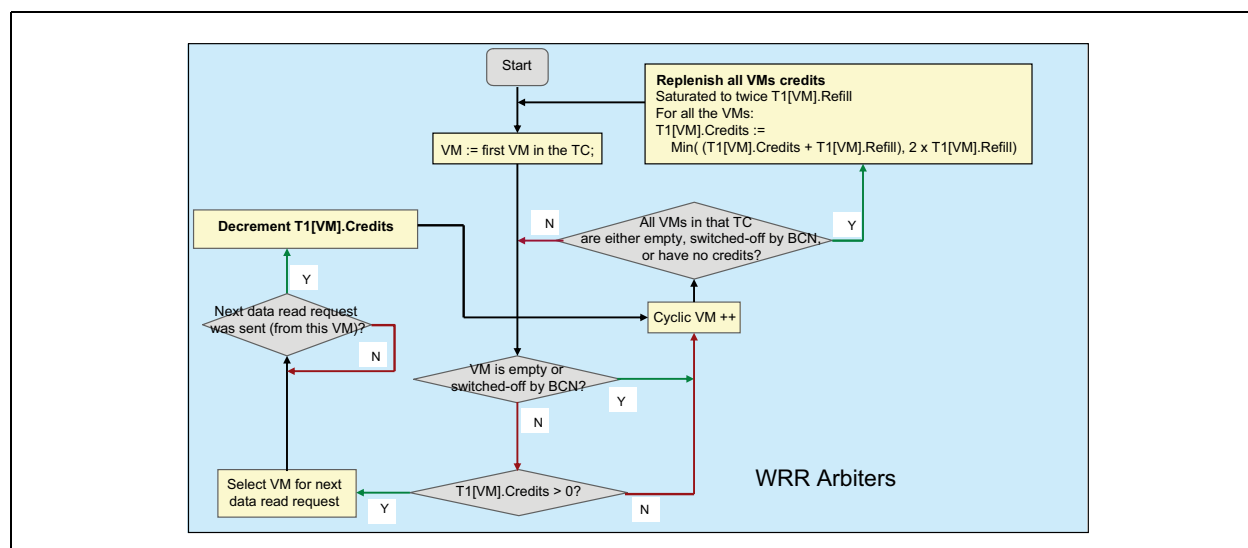 Start
Replenish all VMs credits
Saturated to twice T1[VM].Refill
For all the VMs:
T1[VM].Credits :=
Min( (T1[VM].Credits + T1[VM].Refill), 2 x T1[VM].Refill)
VM := first VM in the TC;
Decrement T1[VM].Credits
N
All VMs in that TC
are either empty, switched-off by BCN,
or have no credits?
Y
Y
Next data read request
was sent (from this VM)?
N
Cyclic VM ++
VM is empty or
switched-off by BCN?
Y
N
Select VM for next
data read request
Y
T1[VM].Credits > 0?
N
WRR Arbiters